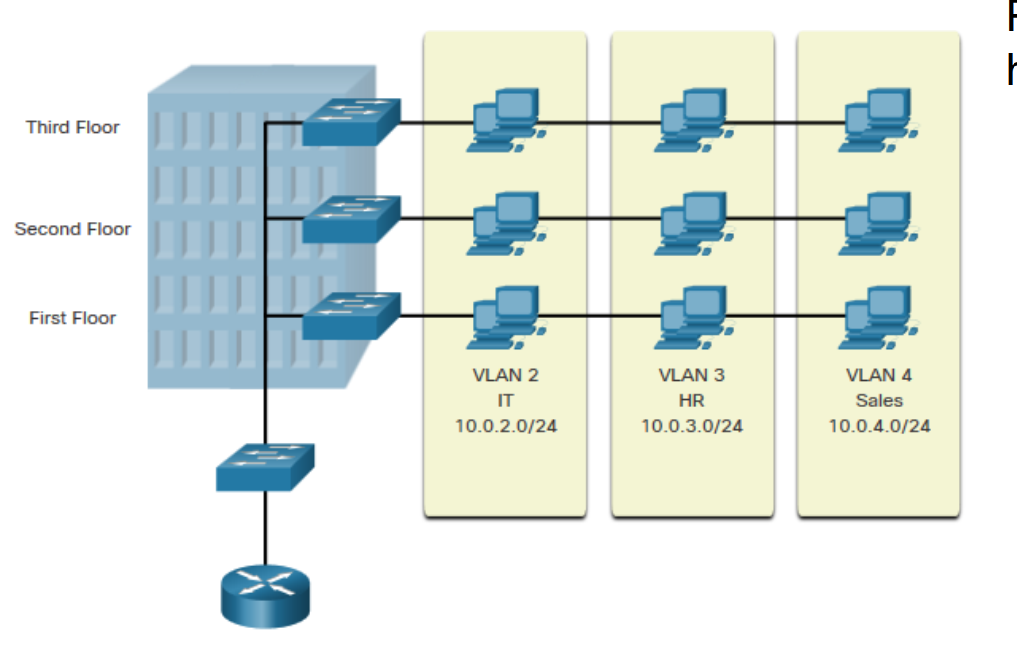 Third Floor
Second Floor
First Floor
VLAN 2
IT
10.0.2.0/24
VLAN 3
HR
10.0.3.0/24
VLAN 4
Sales
10.0.4.0/24